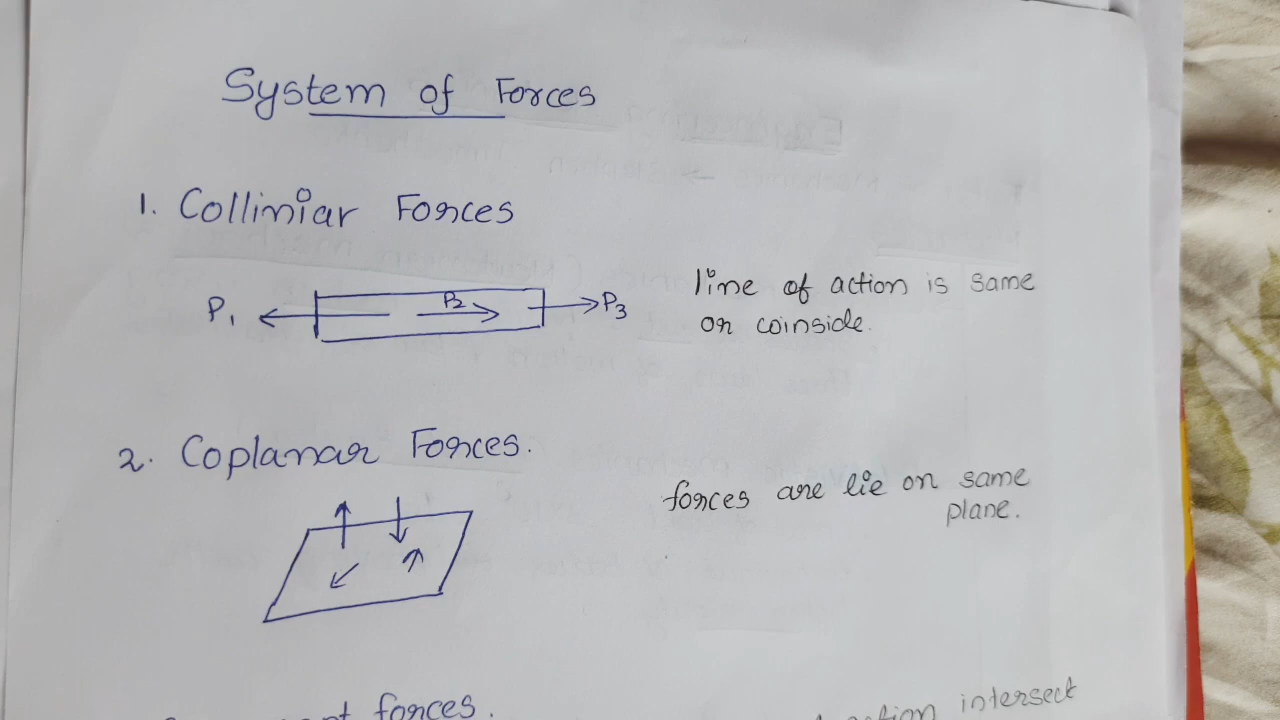 System of Forces
1. Colliniar Forces
P1 P2 P3
line of action is same
or coinside.
2. Coplanar Forces.
forces are lie on same
plane.
forces.
intersect